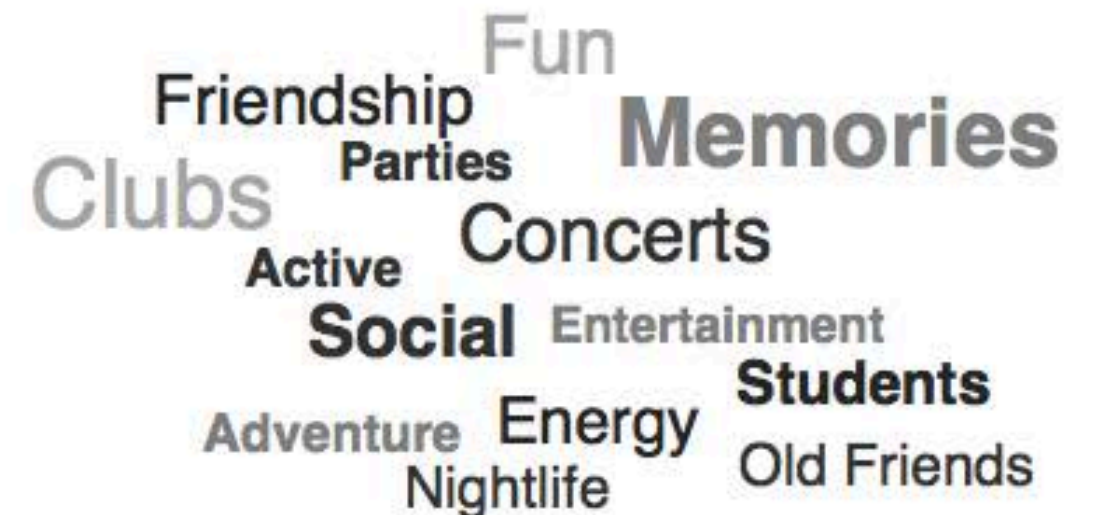 Fun
Friendship
Memories
Parties
Clubs
Concerts
Active
Social
Entertainment
Students
Adventure
Energy
Old Friends
Nightlife